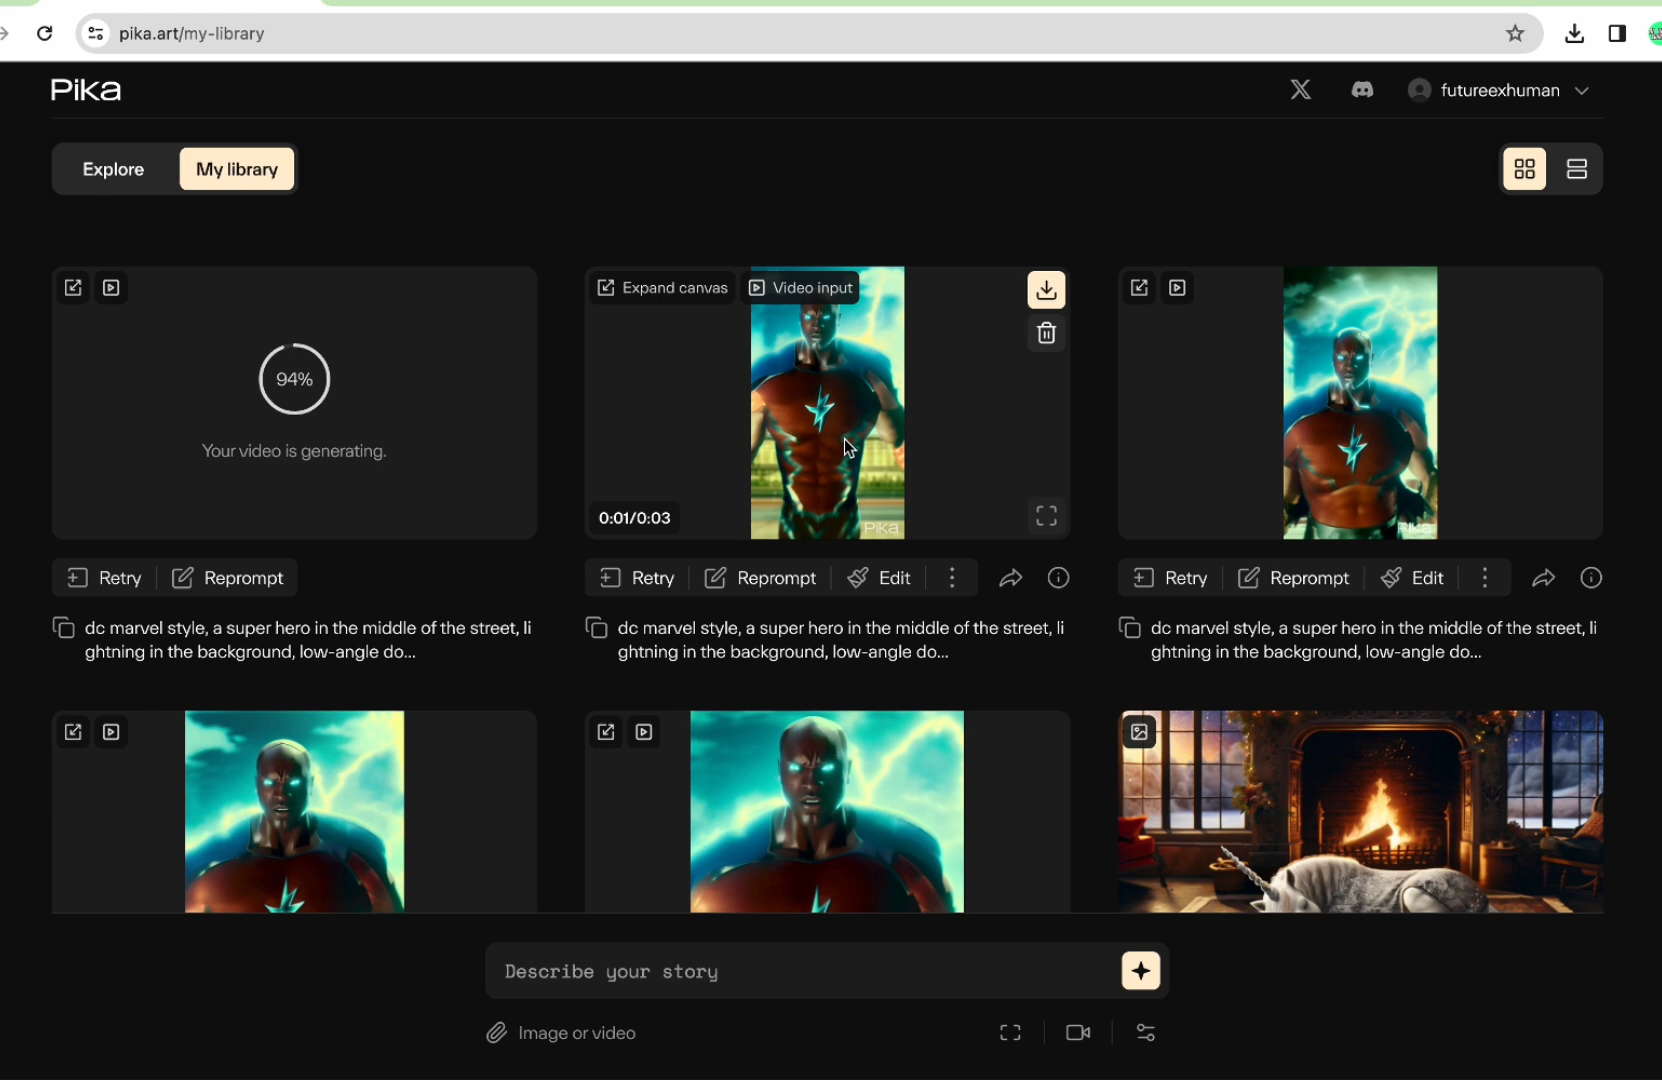 pika.art/my-library
Pika
futureexhuman
Explore
My library
94%
Your video is generating.
Expand canvas
Video input
0:01/0:03
Pika
Pika
Retry
Reprompt
Retry
Reprompt
Edit
Retry
Reprompt
Edit
dc marvel style, a super hero in the middle of the street, li
ghtning in the background, low-angle do...
dc marvel style, a super hero in the middle of the street, li
ghtning in the background, low-angle do...
dc marvel style, a super hero in the middle of the street, li
ghtning in the background, low-angle do...
Describe your story
Image or video